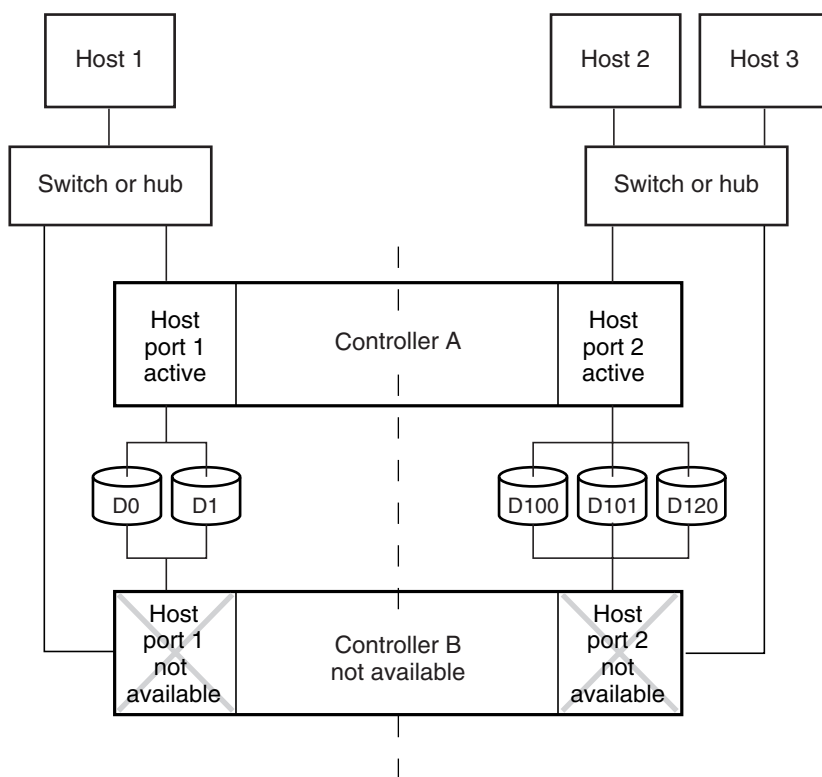 Host 1
Host 2
Host 3
Switch or hub
Switch or hub
Host
port 1
active
Controller A
Host
port 2
active
D0
D1
D100
D101
D120
Host
port 1
not
available
Controller B
not available
Host
port 2
not
available